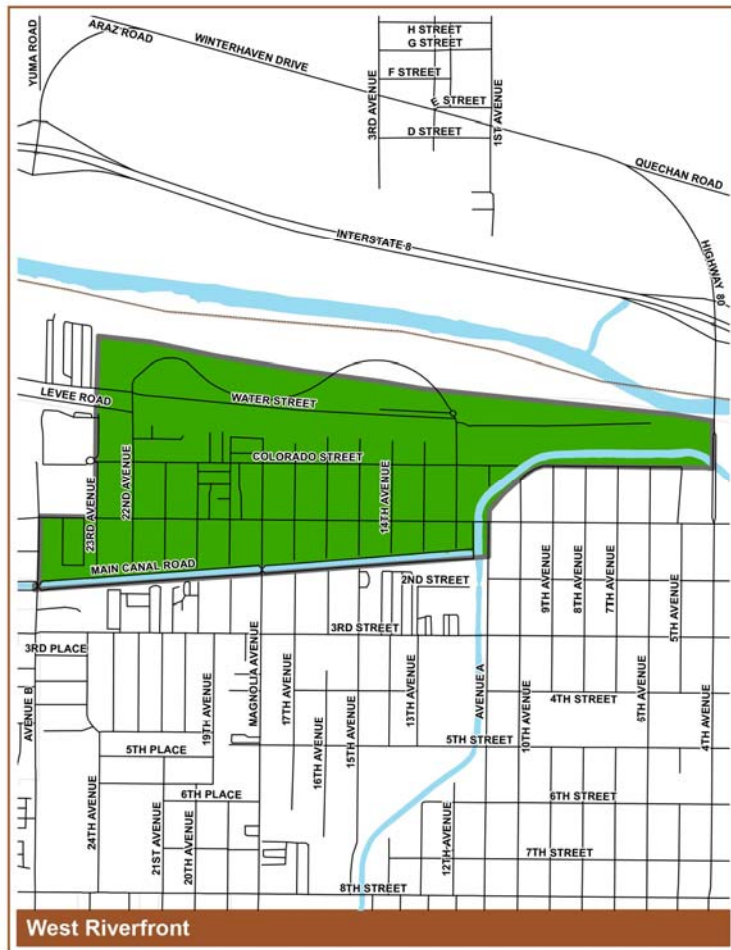 YUMA ROAD
ARAZ ROAD
WINTERHAVEN DRIVE
H STREET
G STREET
F STREET
E STREET
D STREET
3RD AVENUE
1ST AVENUE
QUECHAN ROAD
INTERSTATE 8
HIGHWAY 80
LEVEE ROAD
WATER STREET
COLORADO STREET
23RD AVENUE
22ND AVENUE
14TH AVENUE
MAIN CANAL ROAD
2ND STREET
9TH AVENUE
8TH AVENUE
7TH AVENUE
5TH AVENUE
3RD STREET
3RD PLACE
AVENUE B
19TH AVENUE
MAGNOLIA AVENUE
17TH AVENUE
16TH AVENUE
15TH AVENUE
13TH AVENUE
AVENUE A
10TH AVENUE
4TH STREET
6TH AVENUE
4TH AVENUE
5TH STREET
5TH PLACE
6TH PLACE
24TH AVENUE
21ST AVENUE
20TH AVENUE
12TH AVENUE
6TH STREET
7TH STREET
8TH STREET
West Riverfront